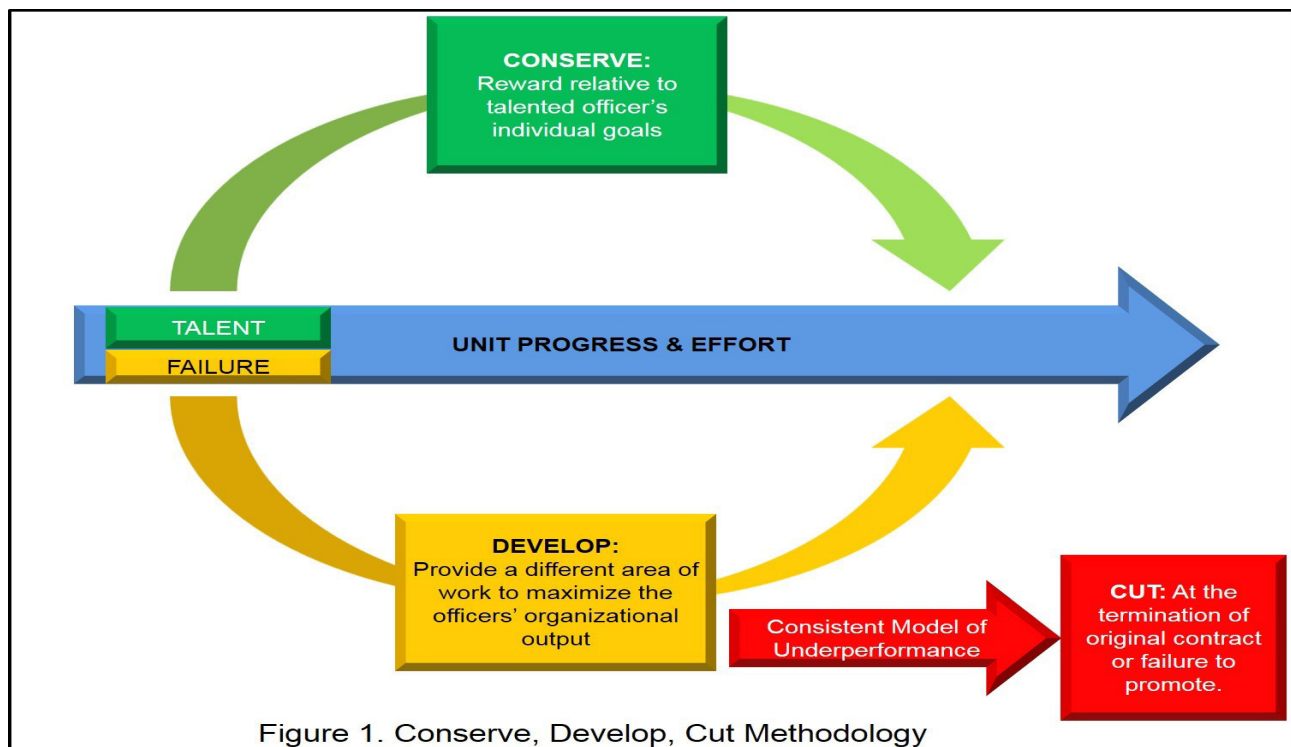 CONSERVE:
Reward relative to
talented officer's
individual goals
TALENT
FAILURE
UNIT PROGRESS & EFFORT
DEVELOP:
Provide a different area of
work to maximize the
officers' organizational
output
Consistent Model of
Underperformance
CUT: At the
termination of
original contract
or failure to
promote.
Figure 1. Conserve, Develop, Cut Methodology